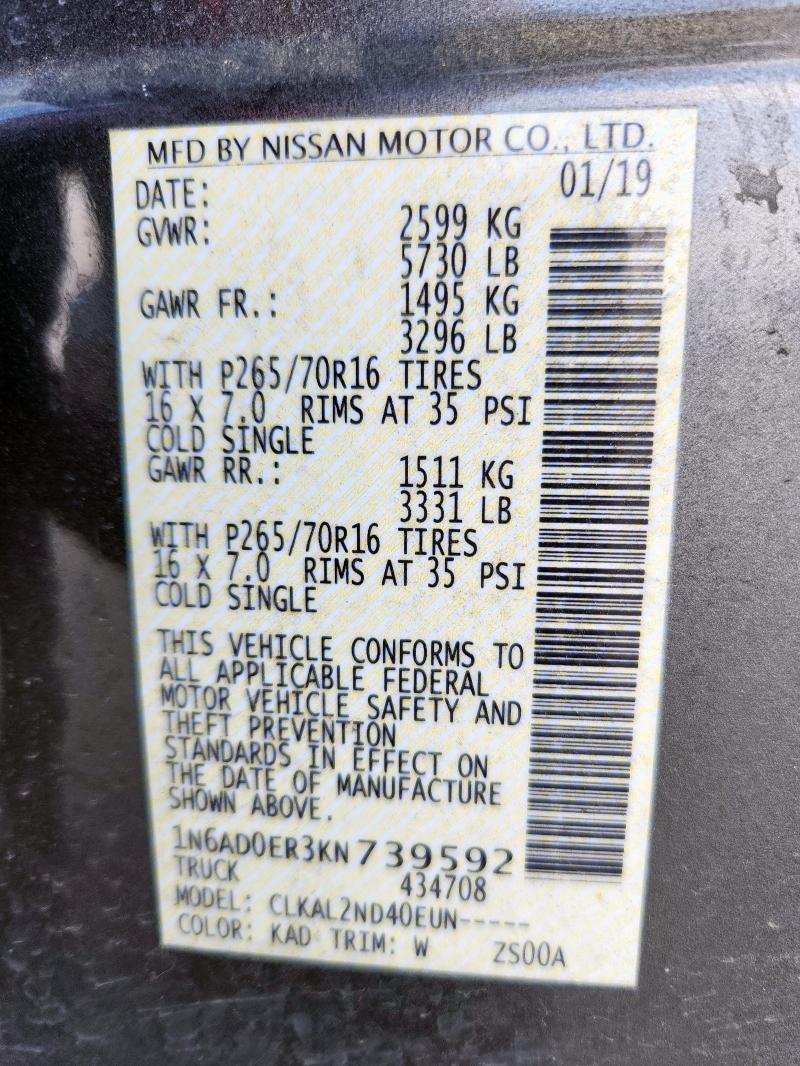 MFD BY NISSAN MOTOR CO., LTD.
DATE: 01/19
GVWR: 2599 KG
5730 LB
GAWR FR.: 1495 KG
3296 LB
WITH P265/70R16 TIRES
16 X 7.0 RIMS AT 35 PSI
COLD SINGLE
GAWR RR.: 1511 KG
3331 LB
WITH P265/70R16 TIRES
16 X 7.0 RIMS AT 35 PSI
COLD SINGLE
THIS VEHICLE CONFORMS TO
ALL APPLICABLE FEDERAL
MOTOR VEHICLE SAFETY AND
THEFT PREVENTION
STANDARDS IN EFFECT ON
THE DATE OF MANUFACTURE
SHOWN ABOVE.
1N6AD0ER3KN739592
TRUCK 434708
MODEL: CLKAL2ND40EUN-----
COLOR: KAD TRIM: W ZS00A